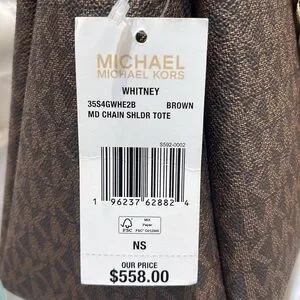 MICHAEL
MICHAEL KORS
WHITNEY
35S4GWHE2B BROWN
MD CHAIN SHLDR TOTE
S592-0002
1 96237 62882 4
FSC
MIX
Paper
NS
OUR PRICE
$558.00